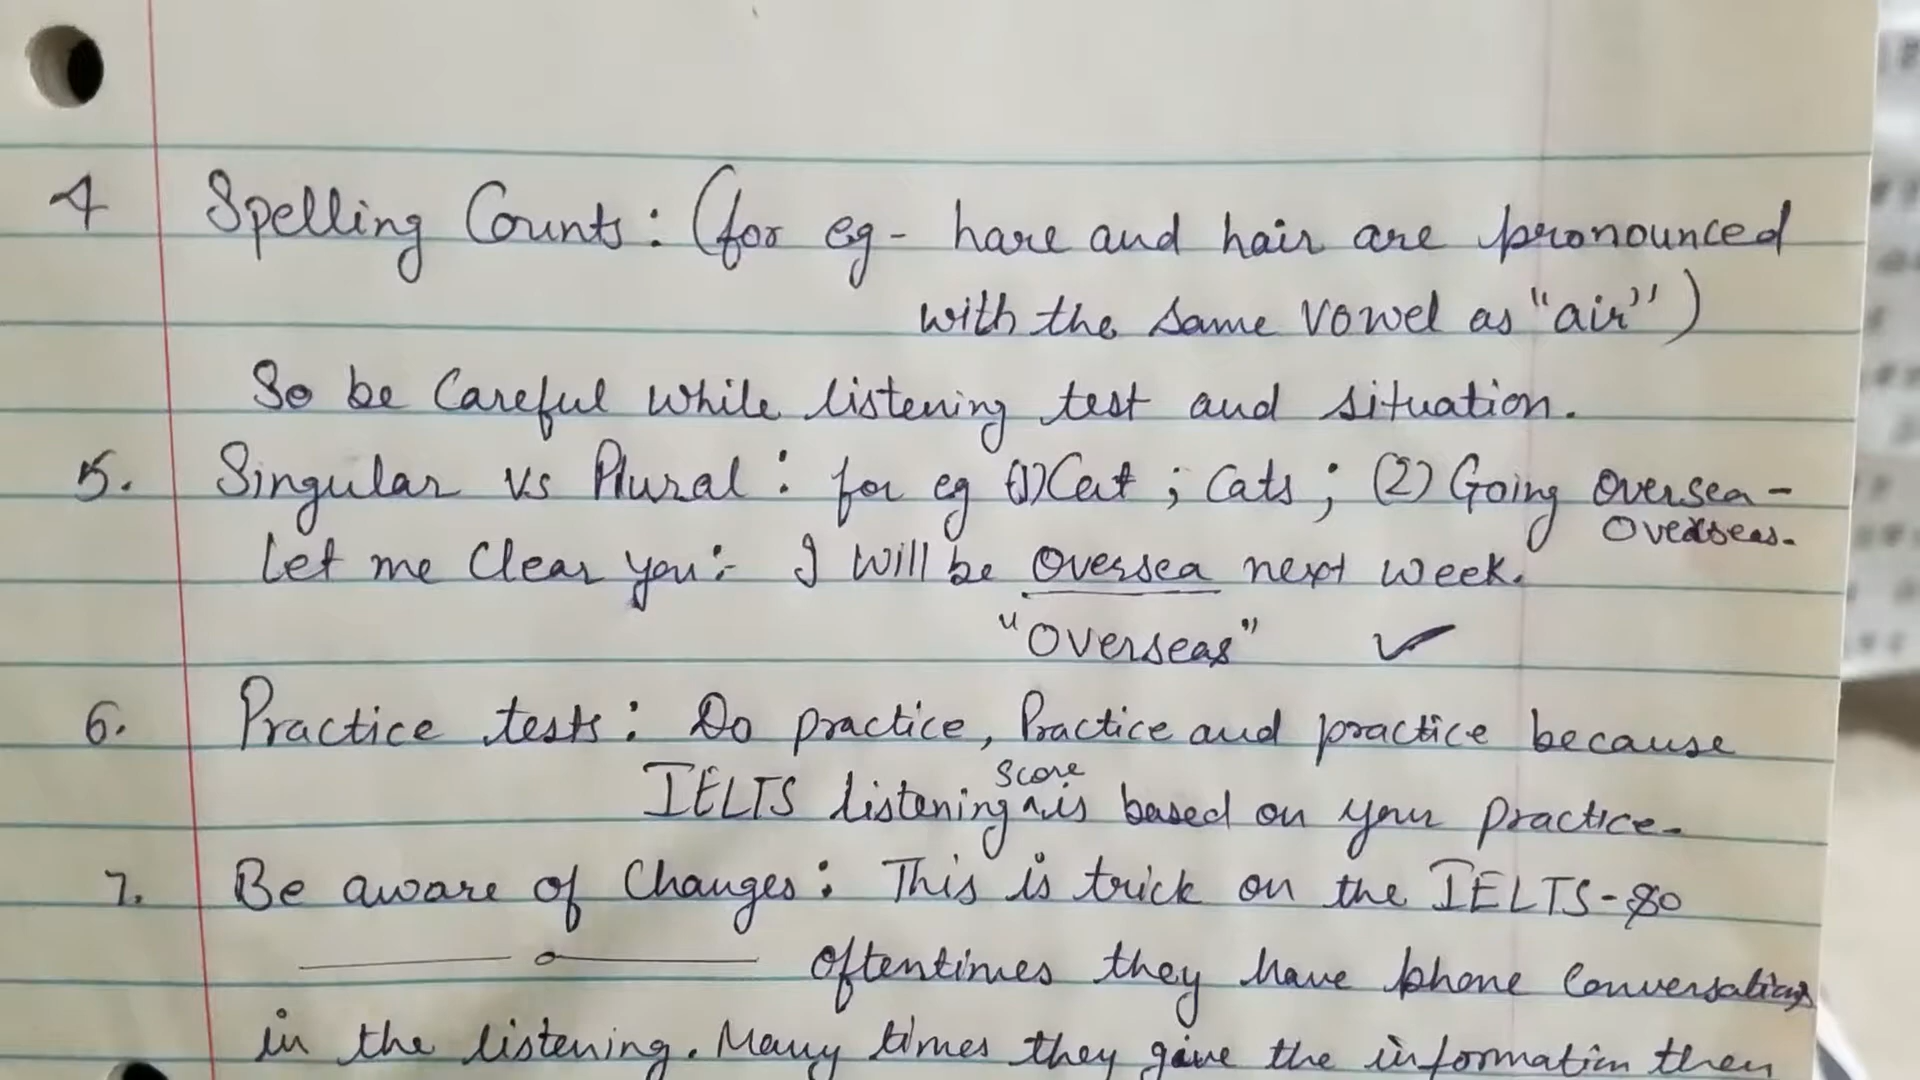 4 Spelling Counts: (for eg- hare and hair are pronounced
with the same vowel as "air")
So be Careful while listening test and situation.
5. Singular vs Plural: for eg (1) Cat ; Cats ; (2) Going oversea -
overseas.
Let me Clear you:- I will be oversea next week.
"Overseas" ✓
6. Practice tests: Do practice, Practice and practice because
IELTS listening score is based on your practice.
7. Be aware of Changes: This is trick on the IELTS - So
oftentimes they have phone Conversations
in the listening. Many times they give the information then